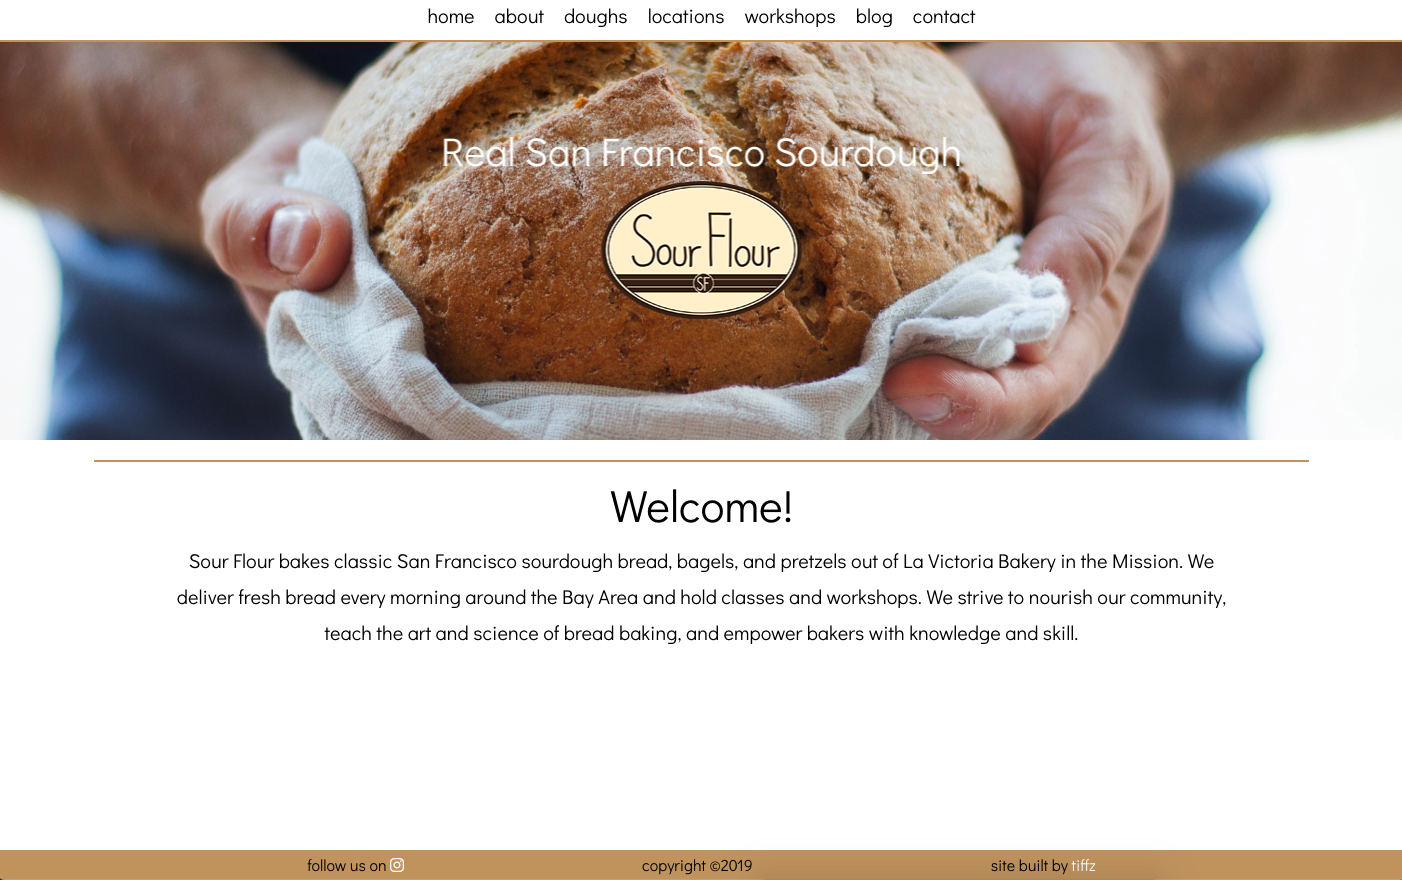 home about doughs locations workshops blog contact
Real San Francisco Sourdough
Sour Flour
SF
Welcome!
Sour Flour bakes classic San Francisco sourdough bread, bagels, and pretzels out of La Victoria Bakery in the Mission. We
deliver fresh bread every morning around the Bay Area and hold classes and workshops. We strive to nourish our community,
teach the art and science of bread baking, and empower bakers with knowledge and skill.
follow us on copyright ©2019 site built by tiffz